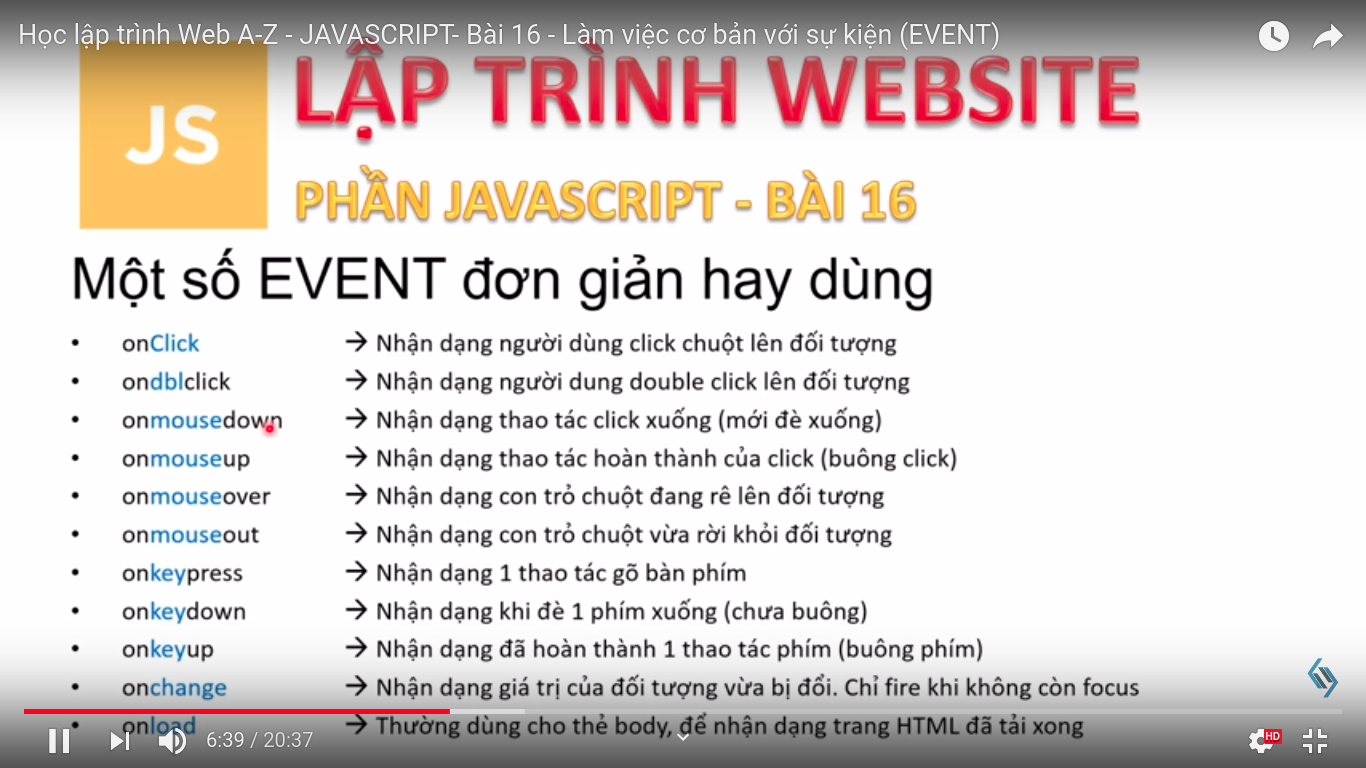 Học lập trình Web A-Z - JAVASCRIPT- Bài 16 - Làm việc cơ bản với sự kiện (EVENT)
JS
LẬP TRÌNH WEBSITE
PHẦN JAVASCRIPT - BÀI 16
Một số EVENT đơn giản hay dùng
• onClick → Nhận dạng người dùng click chuột lên đối tượng
• ondblclick → Nhận dạng người dung double click lên đối tượng
• onmousedown → Nhận dạng thao tác click xuống (mới đè xuống)
• onmouseup → Nhận dạng thao tác hoàn thành của click (buông click)
• onmouseover → Nhận dạng con trỏ chuột đang rê lên đối tượng
• onmouseout → Nhận dạng con trỏ chuột vừa rời khỏi đối tượng
• onkeypress → Nhận dạng 1 thao tác gõ bàn phím
• onkeydown → Nhận dạng khi đè 1 phím xuống (chưa buông)
• onkeyup → Nhận dạng đã hoàn thành 1 thao tác phím (buông phím)
• onchange → Nhận dạng giá trị của đối tượng vừa bị đổi. Chỉ fire khi không còn focus
• onload → Thường dùng cho thẻ body, để nhận dạng trang HTML đã tải xong
6:39 / 20:37
HD